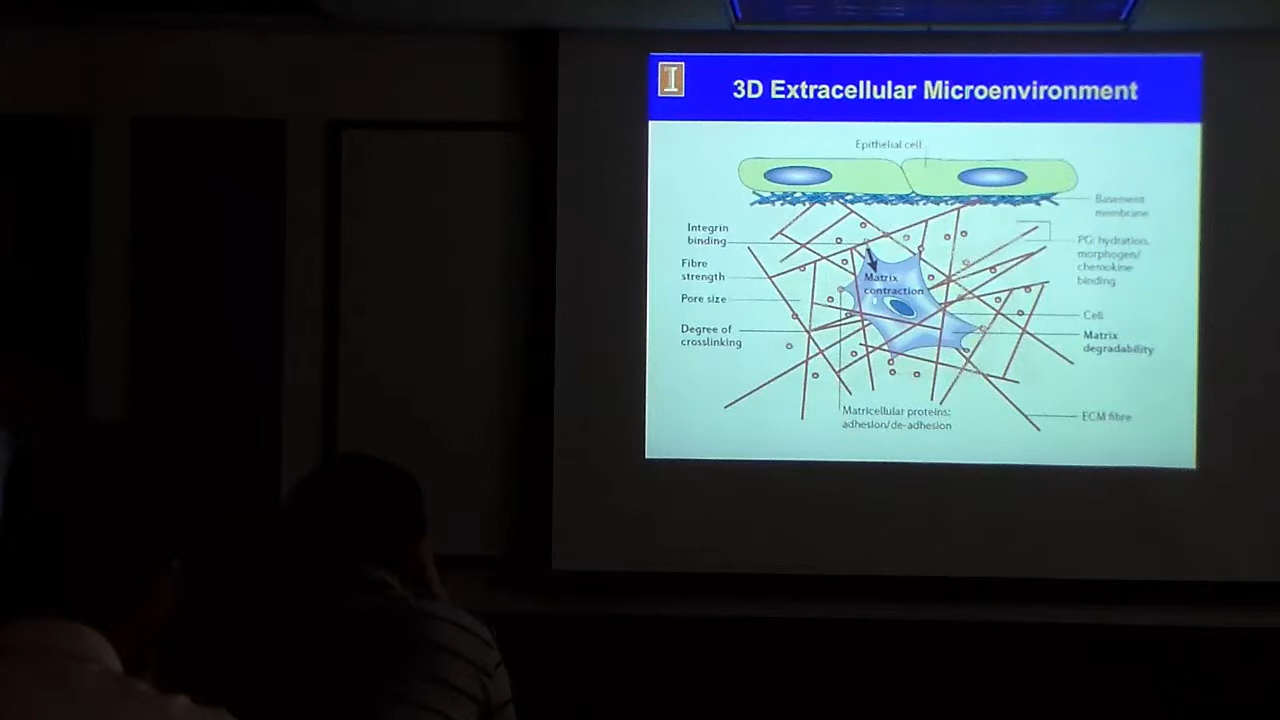 I
3D Extracellular Microenvironment
Epithelial cell
Basement
membrane
Integrin
binding
PG: hydration,
morphogen/
chemokine
binding
Fibre
strength
Matrix
contraction
Pore size
Cell
Degree of
crosslinking
Matrix
degradability
Matricellular proteins:
adhesion/de-adhesion
ECM fibre